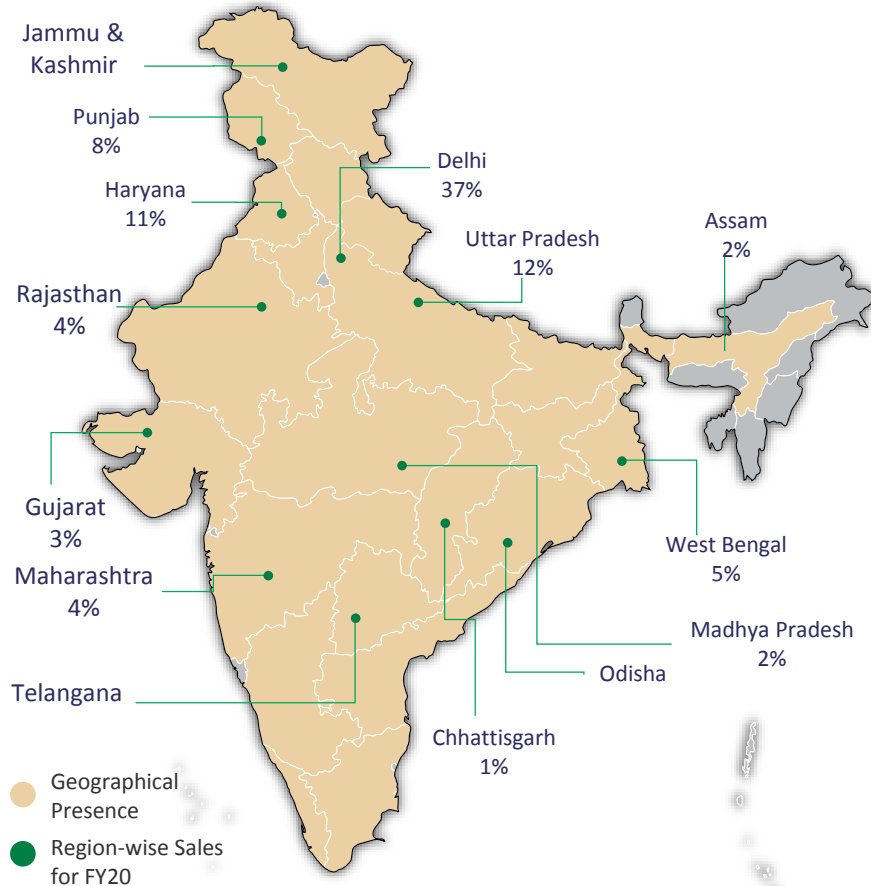 Jammu &
Kashmir
Punjab
8%
Delhi
37%
Haryana
11%
Assam
2%
Uttar Pradesh
12%
Rajasthan
4%
Gujarat
3%
West Bengal
5%
Maharashtra
4%
Madhya Pradesh
2%
Odisha
Telangana
Chhattisgarh
1%
Geographical
Presence
Region-wise Sales
for FY20